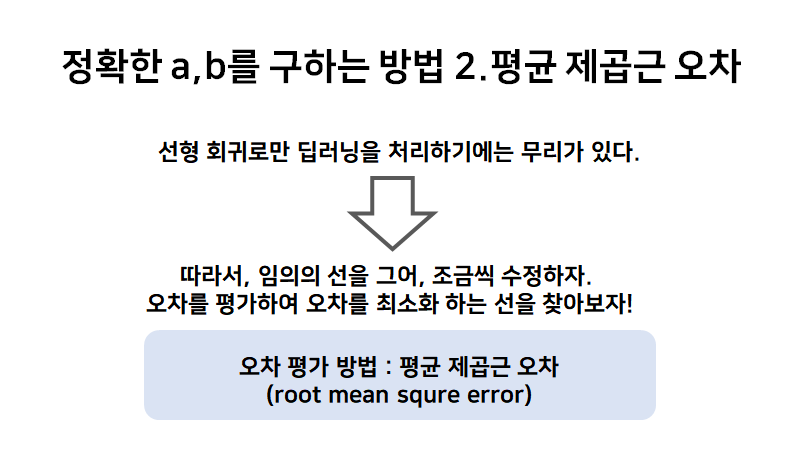 정확한 a,b를 구하는 방법 2.평균 제곱근 오차
선형 회귀로만 딥러닝을 처리하기에는 무리가 있다.
따라서, 임의의 선을 그어, 조금씩 수정하자.
오차를 평가하여 오차를 최소화 하는 선을 찾아보자!
오차 평가 방법 : 평균 제곱근 오차
(root mean squre error)